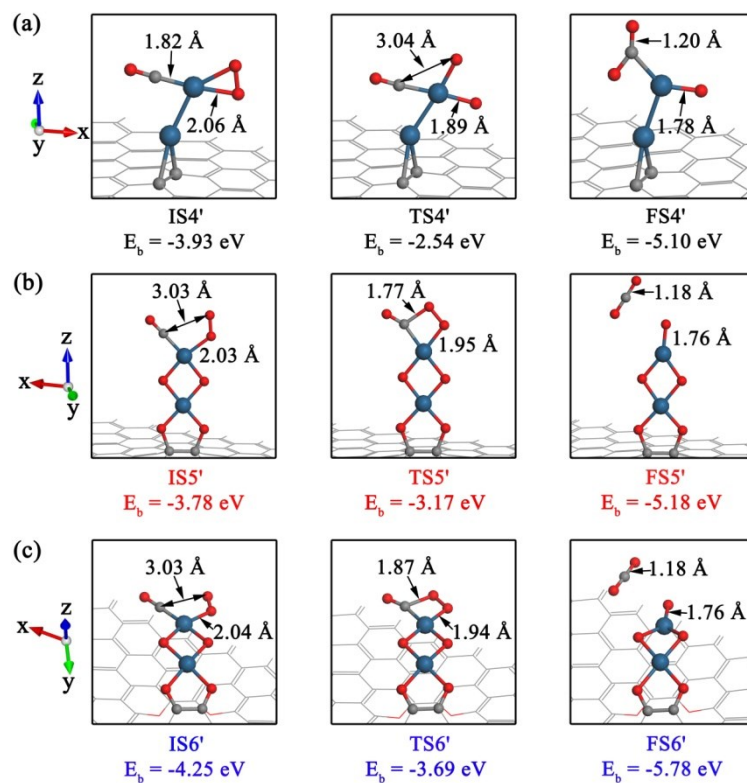 (a)
z
x
y
1.82 Å
2.06 Å
IS4'
E_b = -3.93 eV
3.04 Å
1.89 Å
TS4'
E_b = -2.54 eV
1.20 Å
1.78 Å
FS4'
E_b = -5.10 eV
(b)
z
x
y
3.03 Å
2.03 Å
IS5'
E_b = -3.78 eV
1.77 Å
1.95 Å
TS5'
E_b = -3.17 eV
1.18 Å
1.76 Å
FS5'
E_b = -5.18 eV
(c)
z
x
y
3.03 Å
2.04 Å
IS6'
E_b = -4.25 eV
1.87 Å
1.94 Å
TS6'
E_b = -3.69 eV
1.18 Å
1.76 Å
FS6'
E_b = -5.78 eV